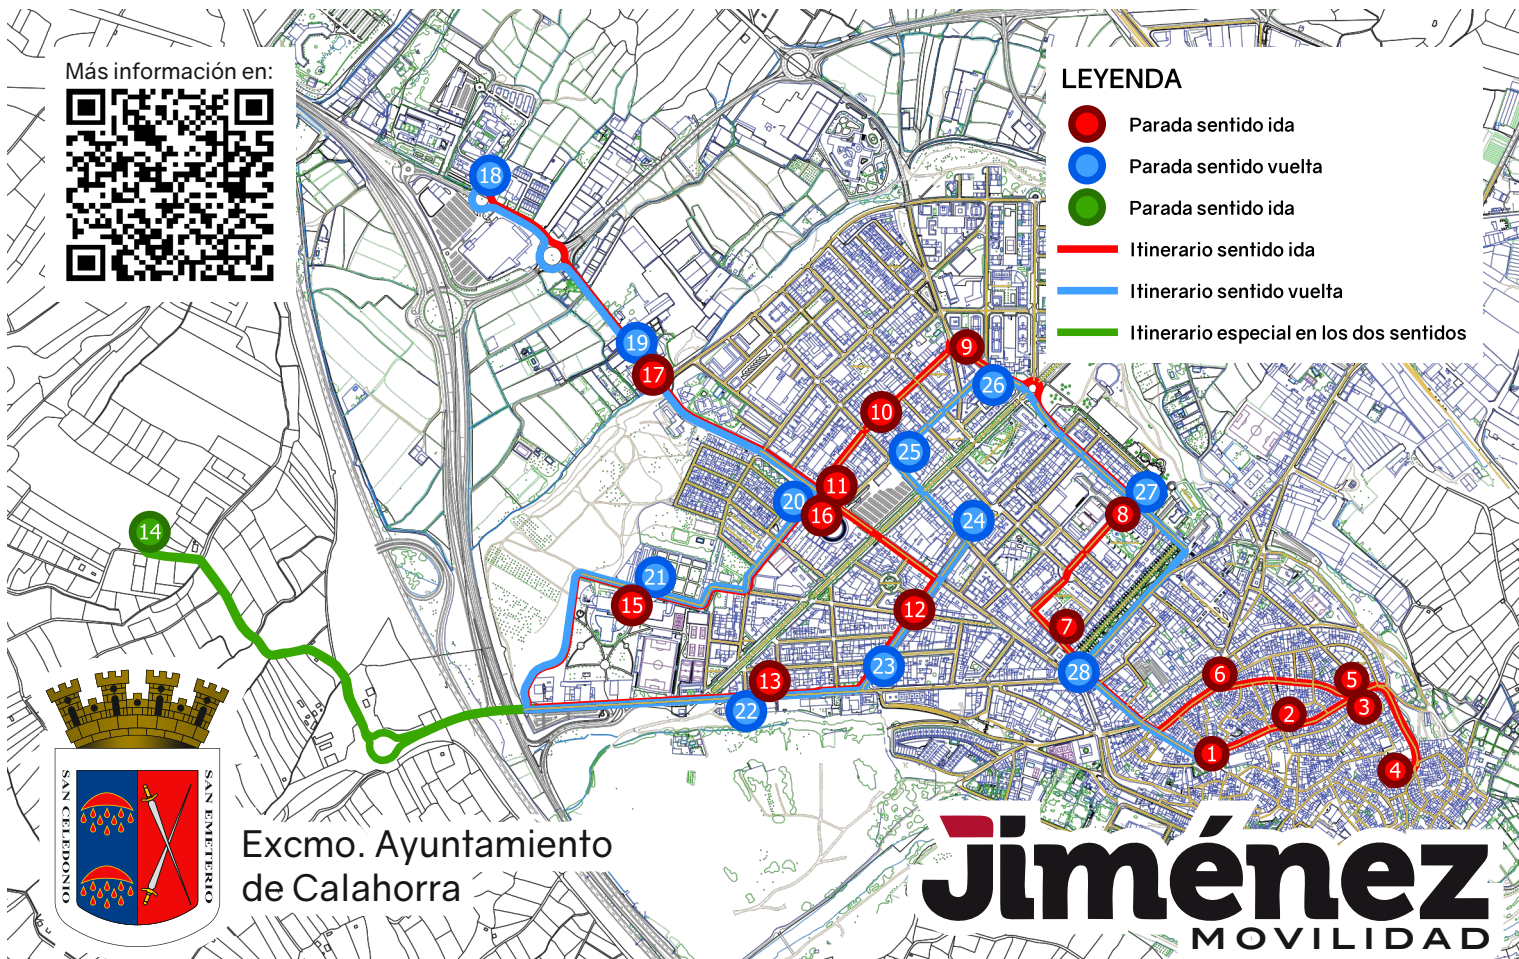 Más información en:
LEYENDA
Parada sentido ida
Parada sentido vuelta
Parada sentido ida
Itinerario sentido ida
Itinerario sentido vuelta
Itinerario especial en los dos sentidos
18
19
17
9
26
10
25
11
20
16
24
27
8
14
21
15
12
7
23
13
22
28
6
5
3
2
1
4
SAN CELEDONIO
SAN EMETERIO
Excmo. Ayuntamiento
de Calahorra
Jiménez
MOVILIDAD